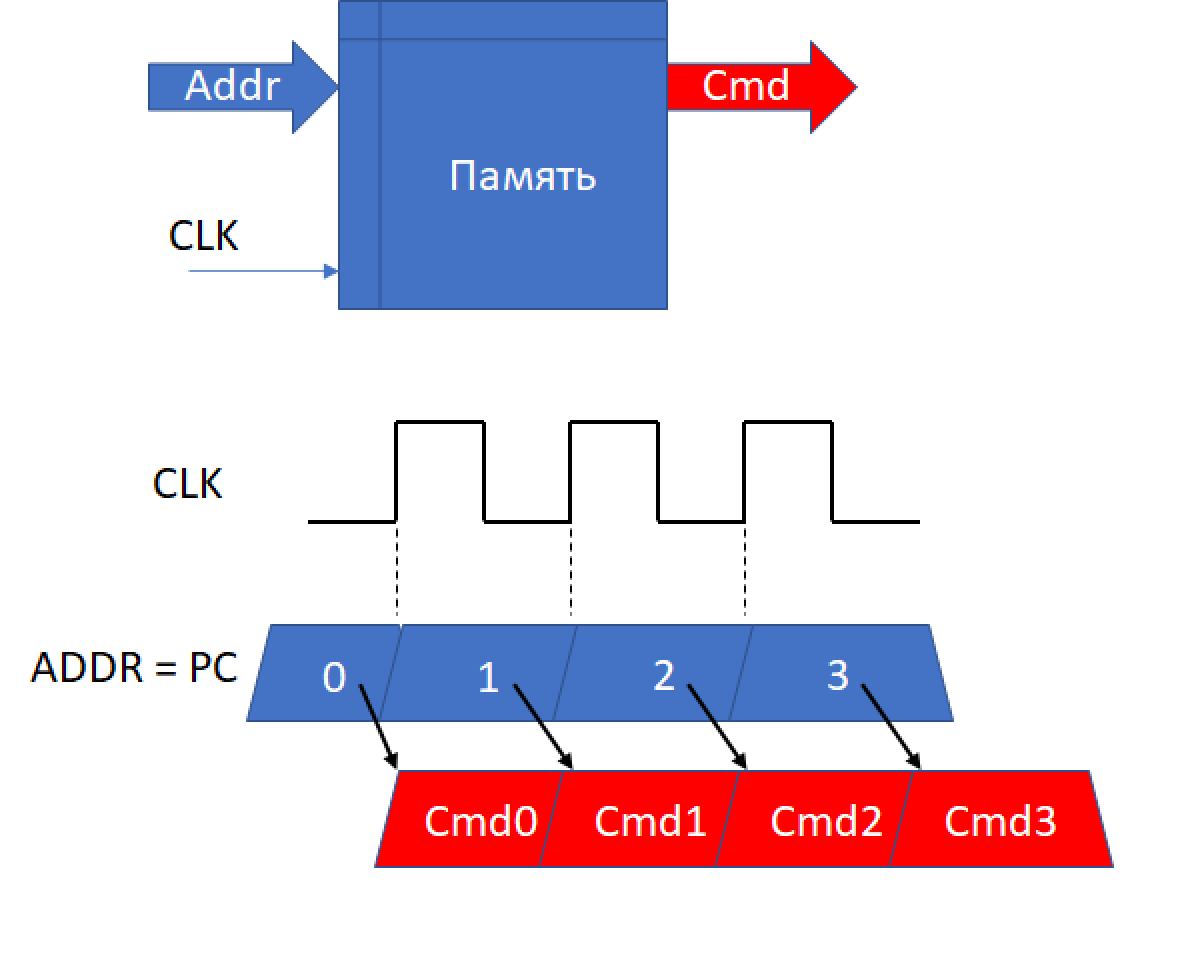 Addr
Cmd
Память
CLK
CLK
ADDR = PC
0
1
2
3
Cmd0
Cmd1
Cmd2
Cmd3